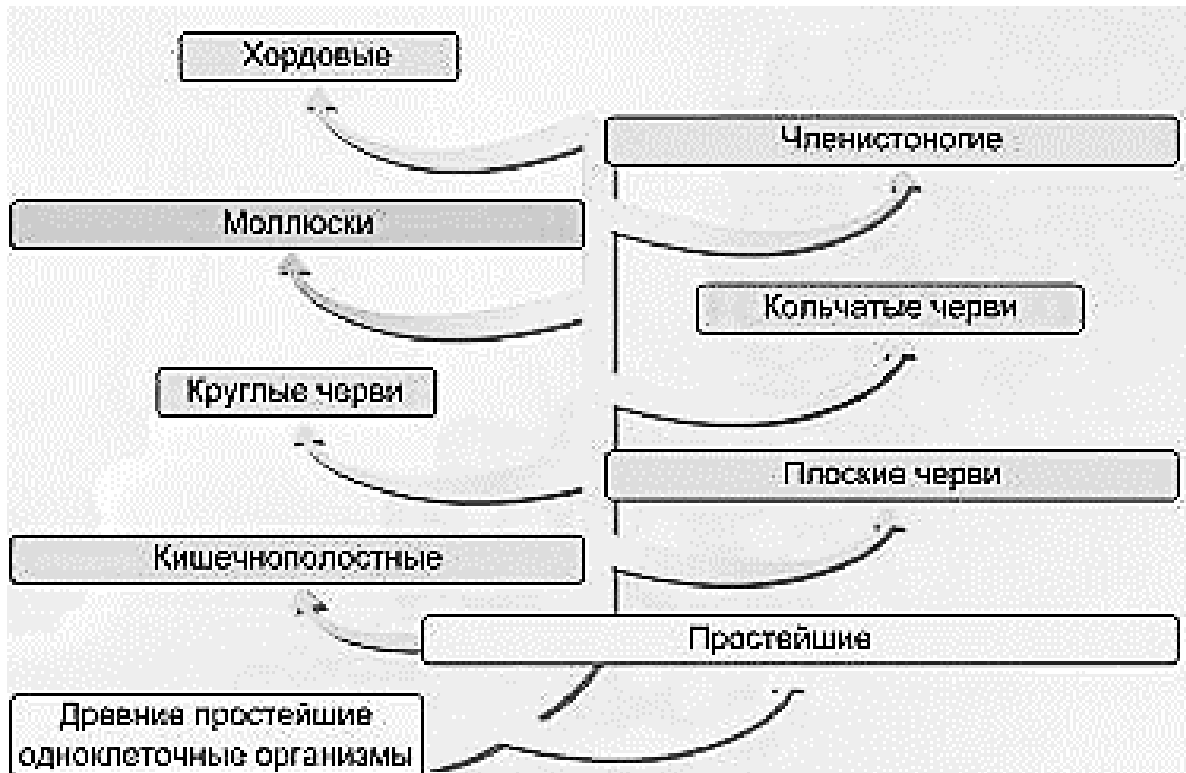 Хордовые
Членистоногие
Моллюски
Кольчатые черви
Круглые черви
Плоские черви
Кишечнополостные
Простейшие
Древние простейшие
одноклеточные организмы